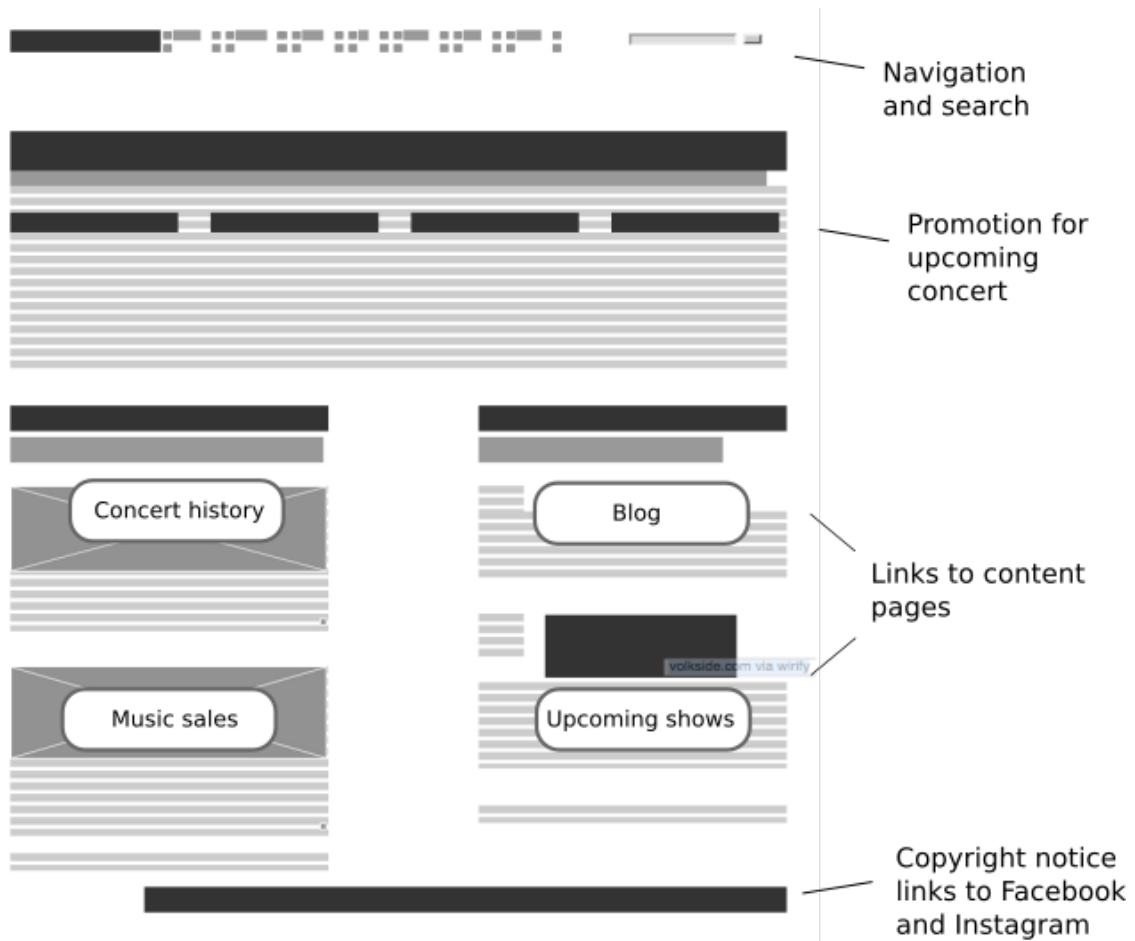 Navigation
and search
Promotion for
upcoming
concert
Concert history
Blog
Links to content
pages
volkside.com via wirify
Music sales
Upcoming shows
Copyright notice
links to Facebook
and Instagram